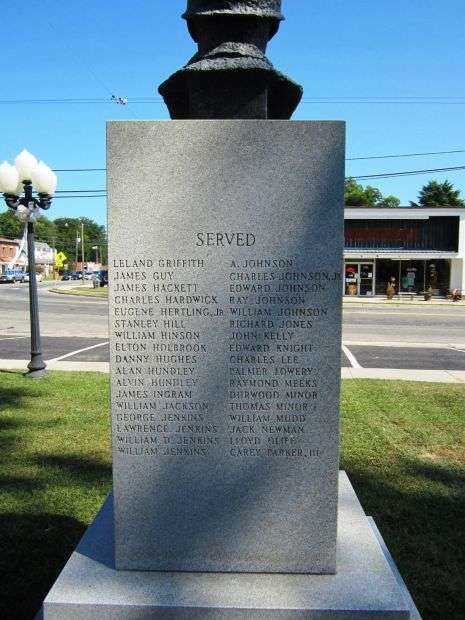 SERVED
LELAND GRIFFITH
JAMES GUY
JAMES HACKETT
CHARLES HARDWICK
EUGENE HERTLING, JR
STANLEY HILL
WILLIAM HINSON
ELTON HOLBROOK
DANNY HUGHES
ALAN HUNDLEY
ALVIN HUNDLEY
JAMES INGRAM
WILLIAM JACKSON
GEORGE JENKINS
LAWRENCE JENKINS
WILLIAM D. JENKINS
WILLIAM JENKINS
A. JOHNSON
CHARLES JOHNSON, JR
EDWARD JOHNSON
RAY JOHNSON
WILLIAM JOHNSON
RICHARD JONES
JOHN KELLY
EDWARD KNIGHT
CHARLES LEE
PALMER LOWERY
RAYMOND MEEKS
DURWOOD MINOR
THOMAS MINOR
WILLIAM MUDD
JACK NEWMAN
LLOYD OLIFF
CAREY PARKER, III